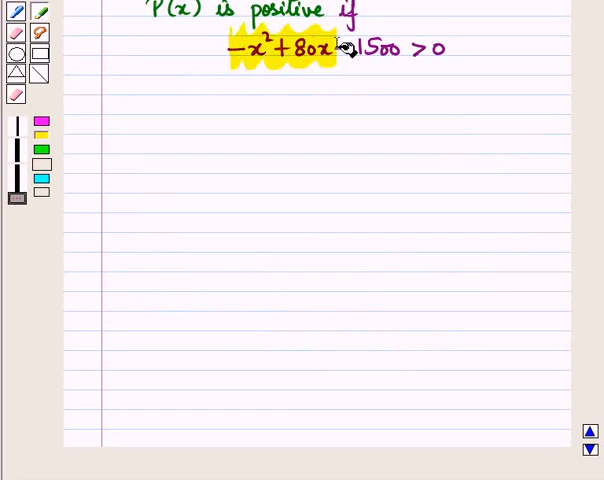 P(x) is positive if
-x² + 80x - 1500 > 0